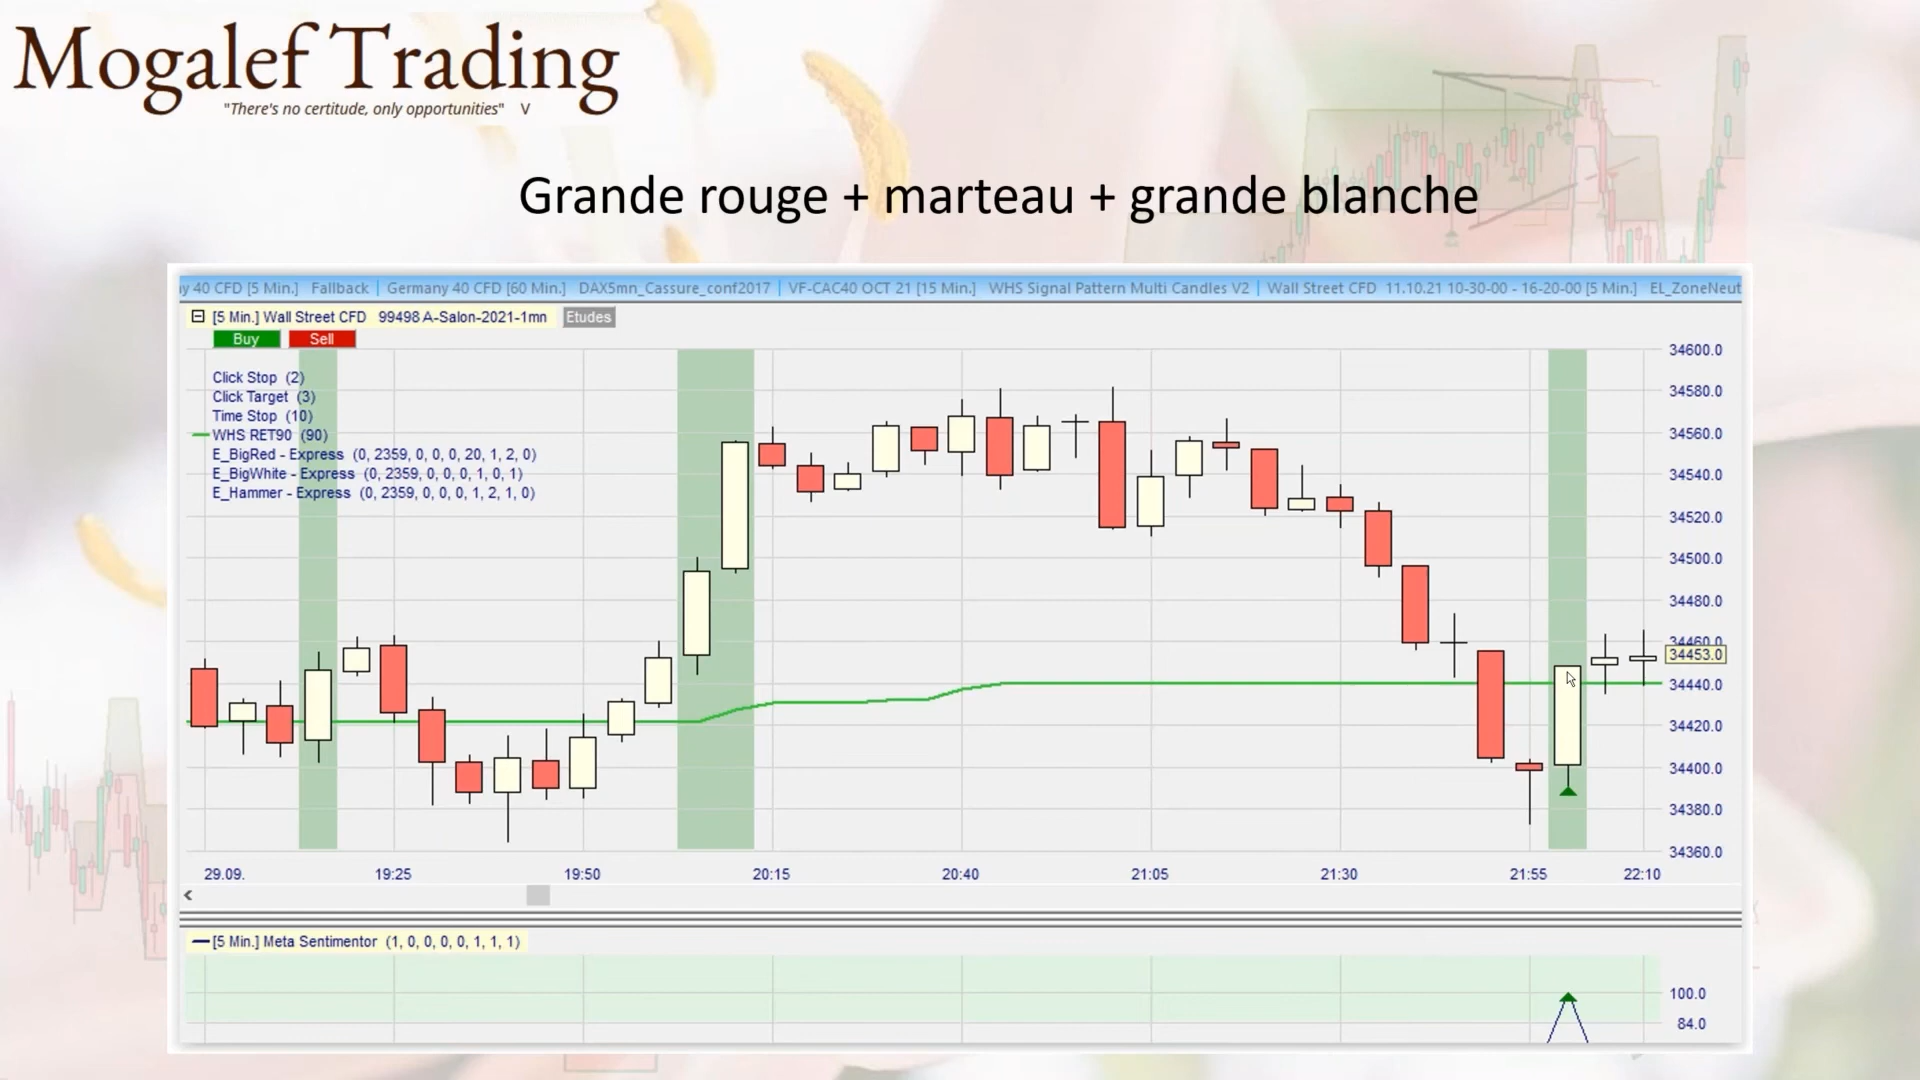 Mogalef Trading
"There's no certitude, only opportunities" V
Grande rouge + marteau + grande blanche
y 40 CFD [5 Min.] Fallback | Germany 40 CFD [60 Min.] DAX5mn_Cassure_conf2017 | VF-CAC40 OCT 21 [15 Min.] WHS Signal Pattern Multi Candles V2 | Wall Street CFD 11.10.21 10-30-00 - 16-20-00 [5 Min.] EL_ZoneNeut
[5 Min.] Wall Street CFD 99498 A-Salon-2021-1mn Etudes
Buy Sell
Click Stop (2)
Click Target (3)
Time Stop (10)
WHS RET90 (90)
E_BigRed - Express (0, 2359, 0, 0, 0, 20, 1, 2, 0)
E_BigWhite - Express (0, 2359, 0, 0, 0, 1, 0, 1)
E_Hammer - Express (0, 2359, 0, 0, 0, 1, 2, 1, 0)
34600.0
34580.0
34560.0
34540.0
34520.0
34500.0
34480.0
34460.0
34453.0
34440.0
34420.0
34400.0
34380.0
34360.0
29.09. 19:25 19:50 20:15 20:40 21:05 21:30 21:55 22:10
[5 Min.] Meta Sentimentor (1, 0, 0, 0, 0, 1, 1, 1)
100.0
84.0